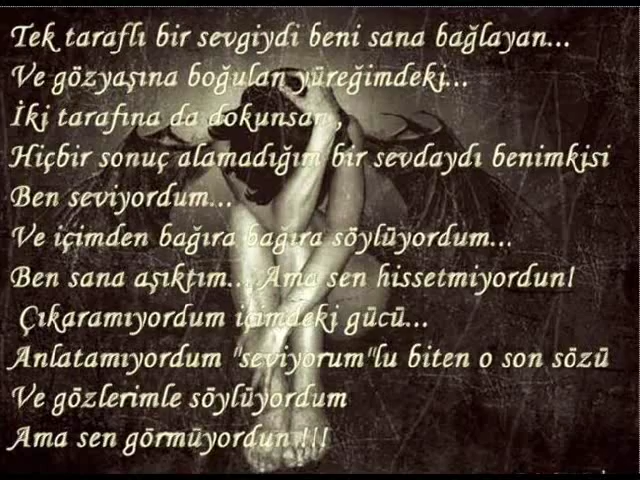 Tek taraflı bir sevgiydi beni sana bağlayan...
Ve gözyaşına boğulan yüreğimdeki...
İki tarafına da dokunsan ,
Hiçbir sonuç alamadığım bir sevdaydı benimkisi
Ben seviyordum...
Ve içimden bağıra bağıra söylüyordum...
Ben sana aşıktım... Ama sen hissetmiyordun!
Çıkaramıyordum içimdeki gücü...
Anlatamıyordum "seviyorum"lu biten o son sözü
Ve gözlerimle söylüyordum
Ama sen görmüyordun !!!